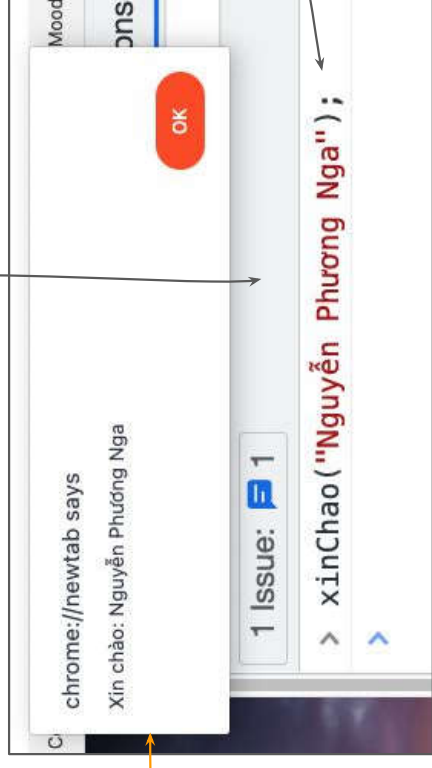 Mood
ons
C
chrome://newtab says
Xin chào: Nguyễn Phương Nga
OK
1 Issue: 1
> xinChao("Nguyễn Phương Nga");
>